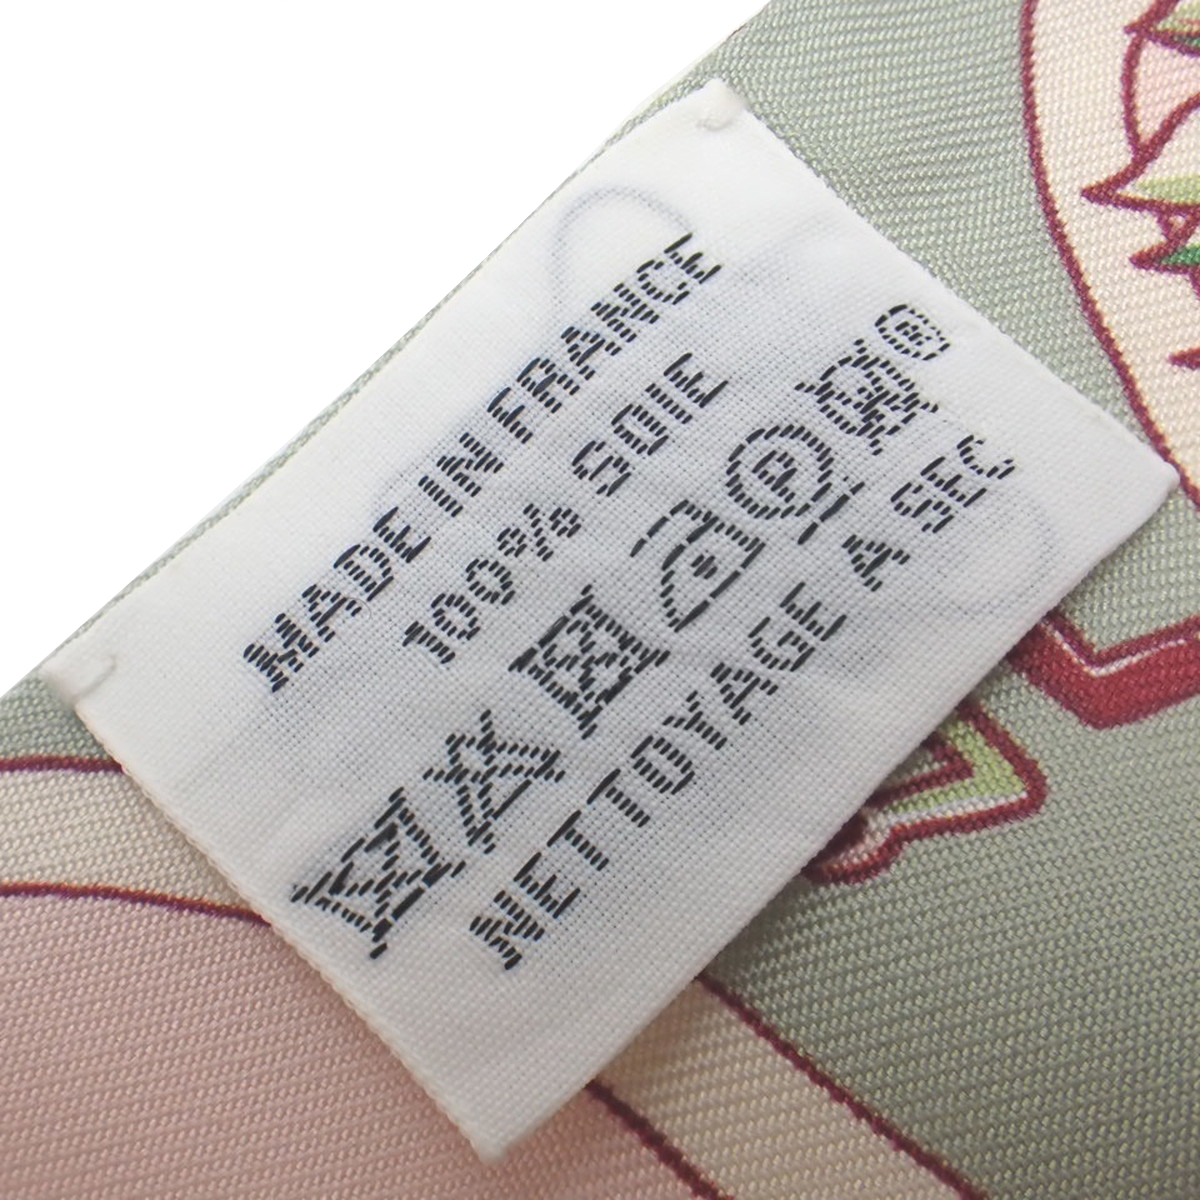 MADE IN FRANCE
100% SOIE
P ®
NETTOYAGE A SEC